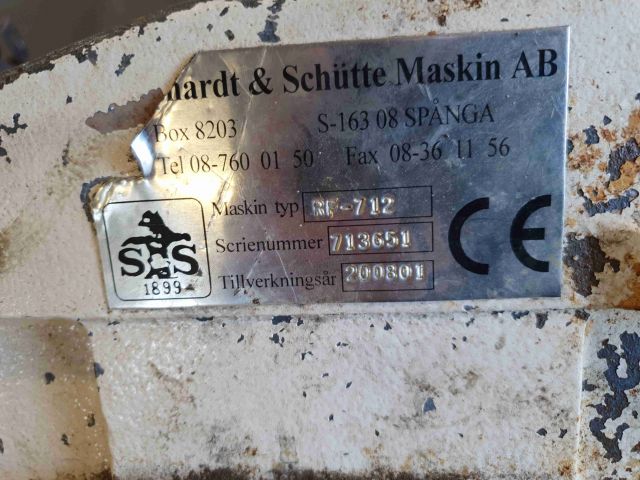 hardt & Schütte Maskin AB
Box 8203 S-163 08 SPÅNGA
Tel 08-760 01 50 Fax 08-36 11 56
Maskin typ RF-712
Scrienummer 713651
Tillverkningsår 200801
S&S
1899
CE